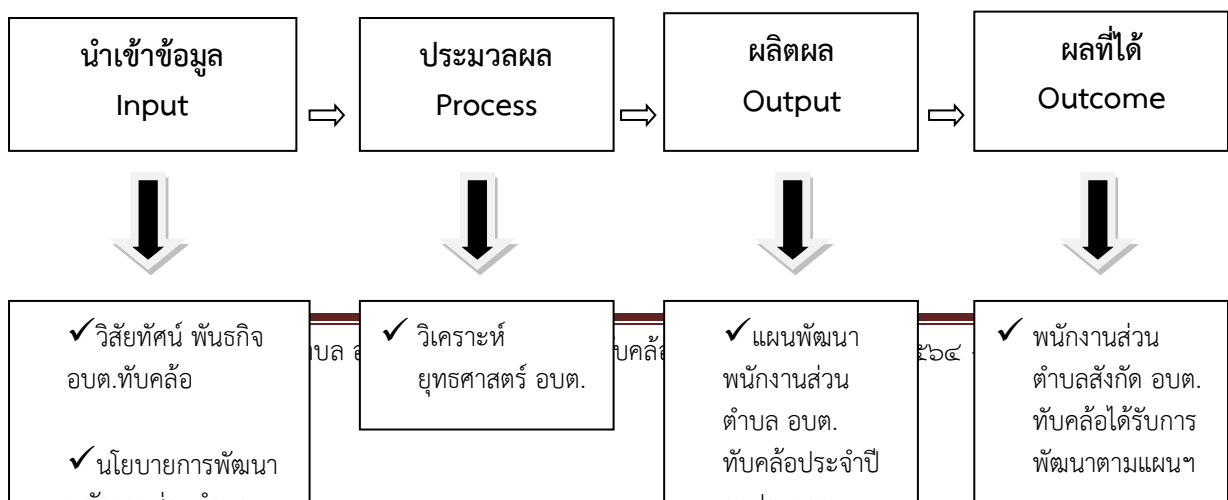 นำเข้าข้อมูล
Input
ประมวลผล
Process
ผลิตผล
Output
ผลที่ได้
Outcome
✓วิสัยทัศน์ พันธกิจ
อบต.ทับคล้อ
✓นโยบายการพัฒนา
✓ วิเคราะห์
ยุทธศาสตร์ อบต.
✓แผนพัฒนา
พนักงานส่วน
ตำบล อบต.
ทับคล้อประจำปี
✓ พนักงานส่วน
ตำบลสังกัด อบต.
ทับคล้อได้รับการ
พัฒนาตามแผนฯ